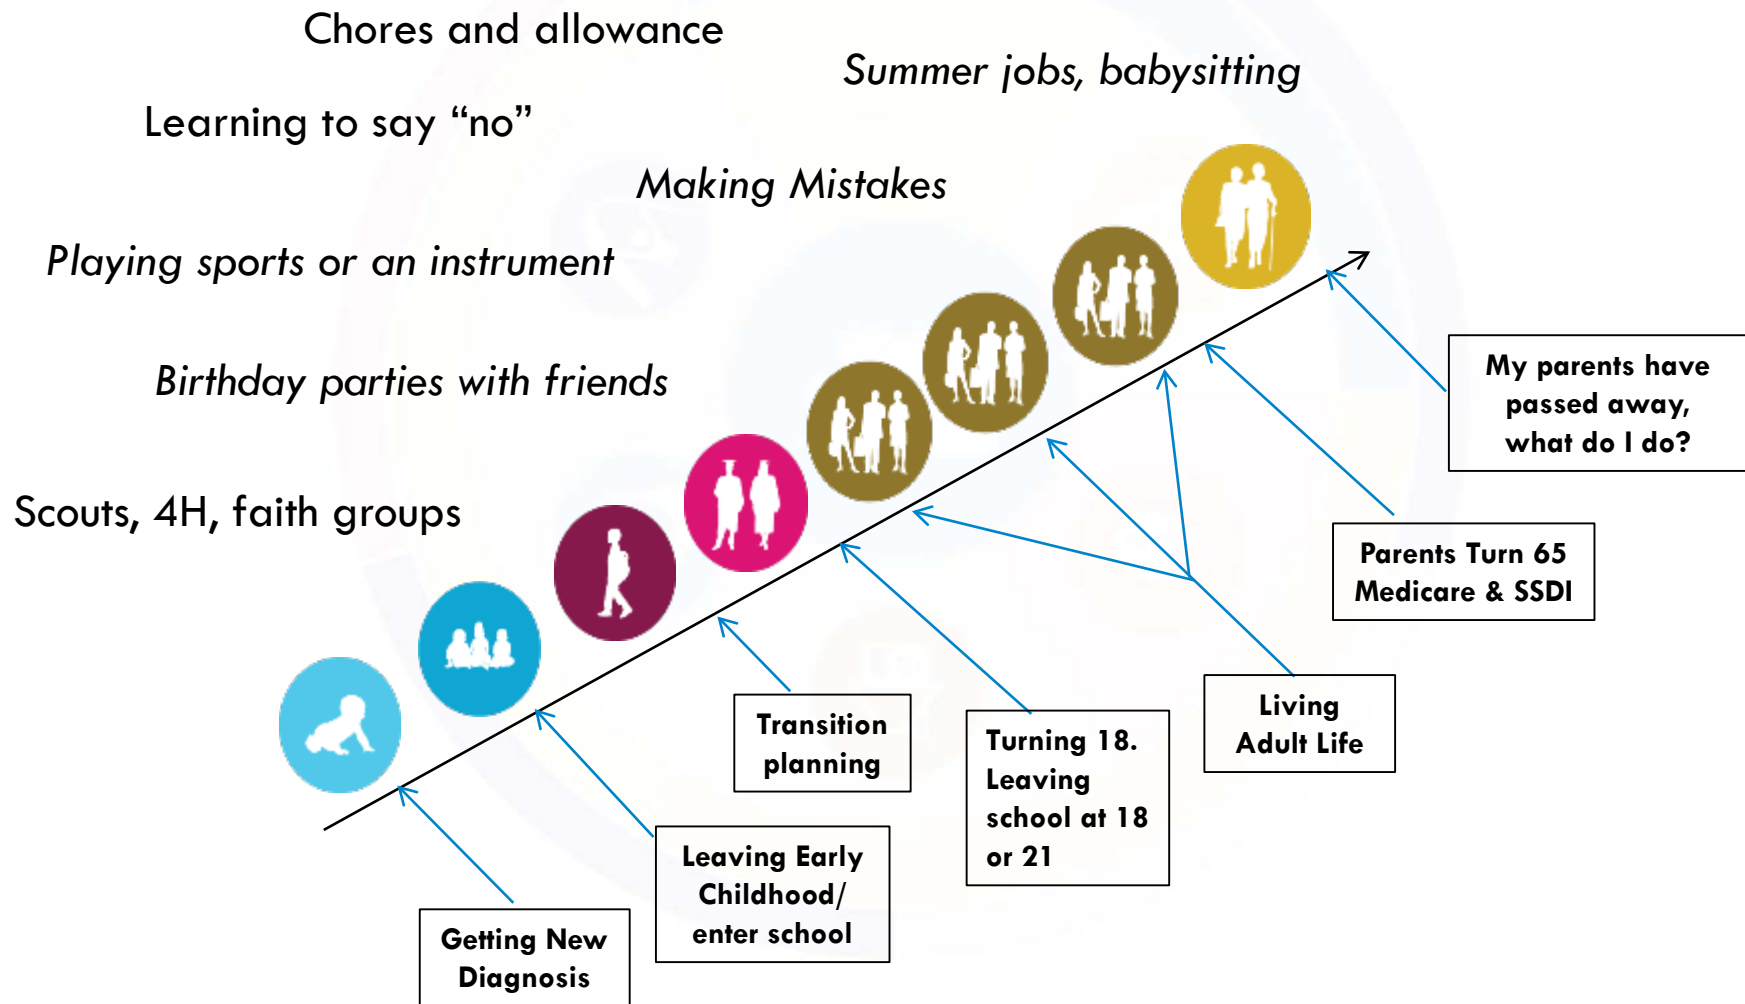 Chores and allowance
Summer jobs, babysitting
Learning to say “no”
Making Mistakes
Playing sports or an instrument
Birthday parties with friends
Scouts, 4H, faith groups
My parents have
passed away,
what do I do?
Parents Turn 65
Medicare & SSDI
Living
Adult Life
Transition
planning
Turning 18.
Leaving
school at 18
or 21
Leaving Early
Childhood/
enter school
Getting New
Diagnosis